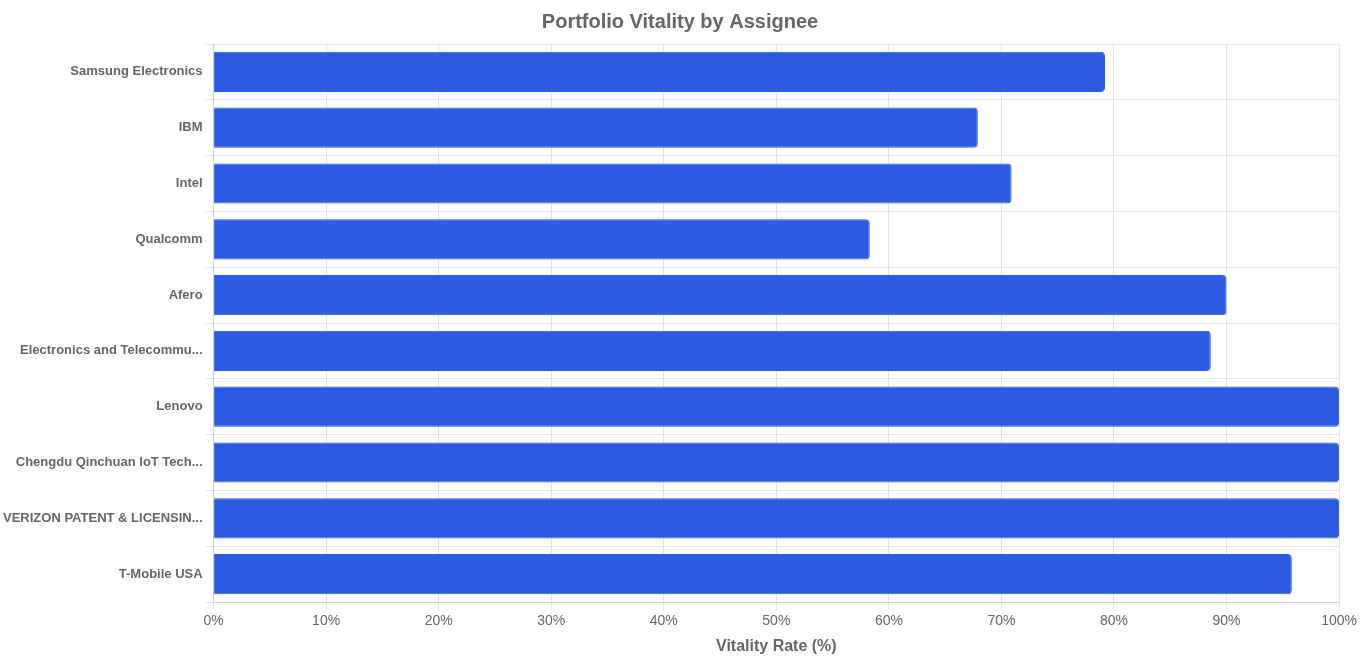 Portfolio Vitality by Assignee
Samsung Electronics
IBM
Intel
Qualcomm
Afero
Electronics and Telecommu...
Lenovo
Chengdu Qinchuan IoT Tech...
VERIZON PATENT & LICENSIN...
T-Mobile USA
0% 10% 20% 30% 40% 50% 60% 70% 80% 90% 100%
Vitality Rate (%)